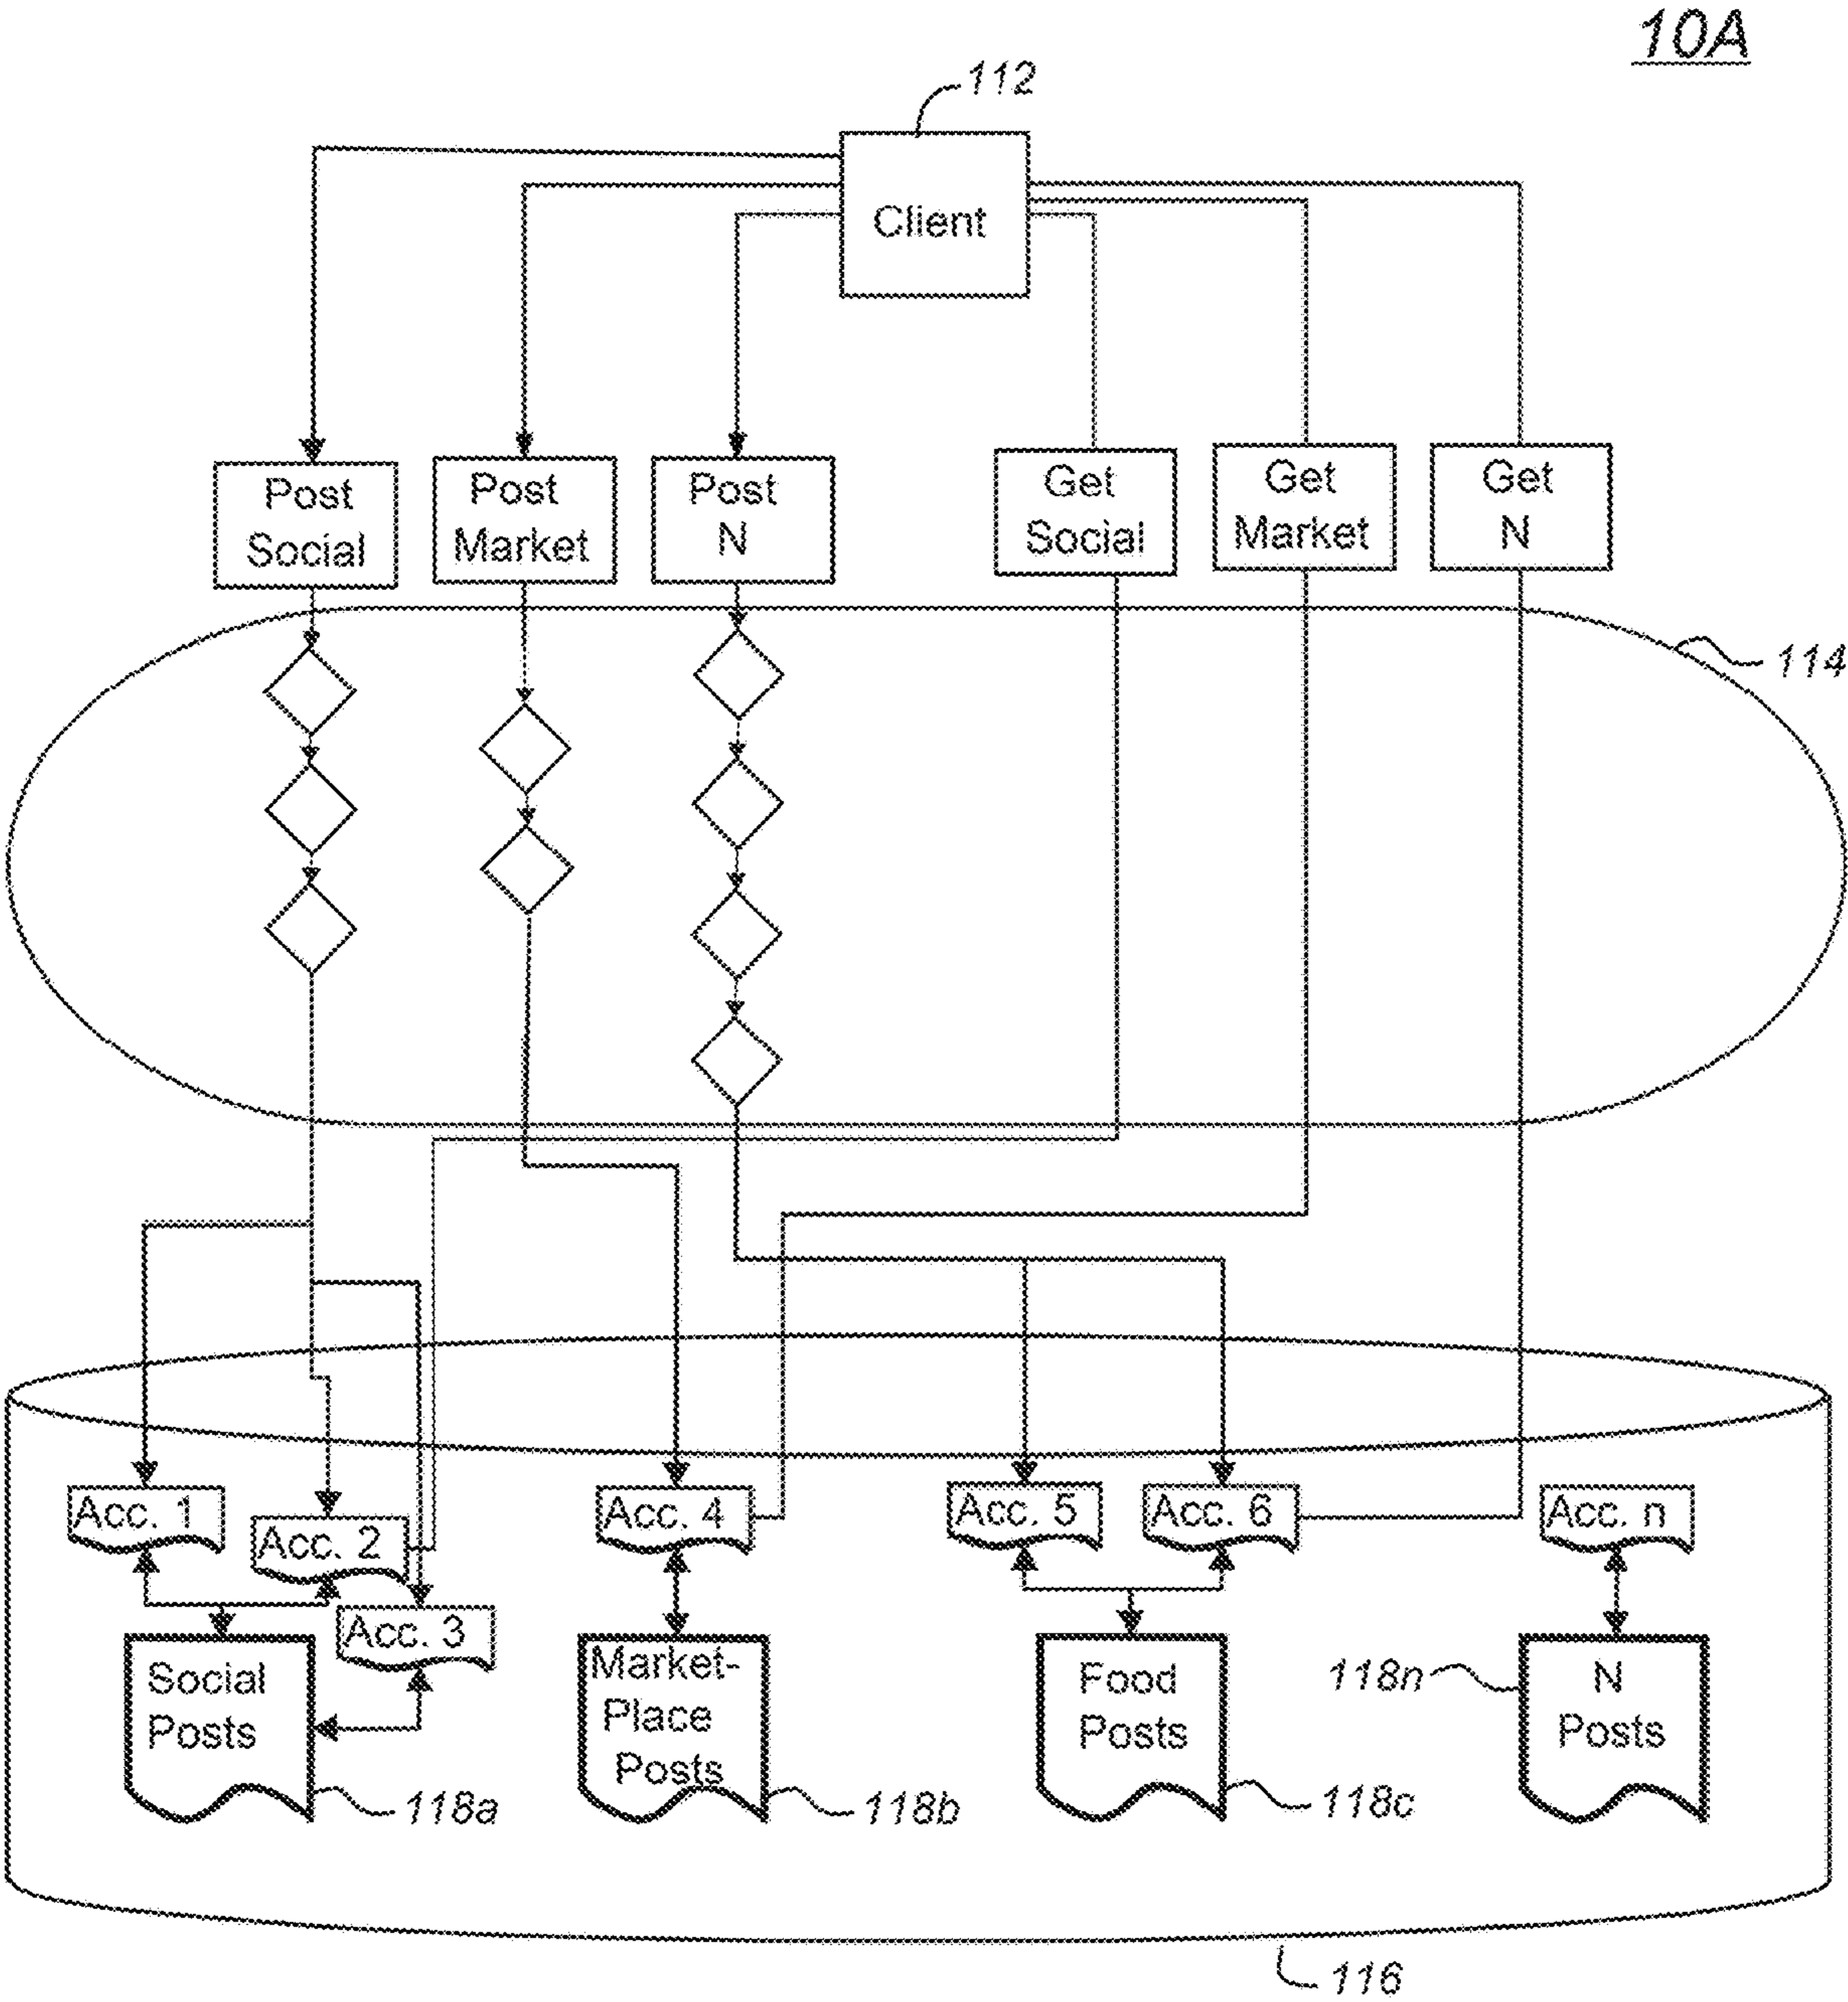 10A
112
Client
Post
Social
Post
Market
Post
N
Get
Social
Get
Market
Get
N
114
Acc. 1
Acc. 2
Acc. 3
Acc. 4
Acc. 5
Acc. 6
Acc. n
Social
Posts
118a
Market-
Place
Posts
118b
Food
Posts
118c
118n
N
Posts
116